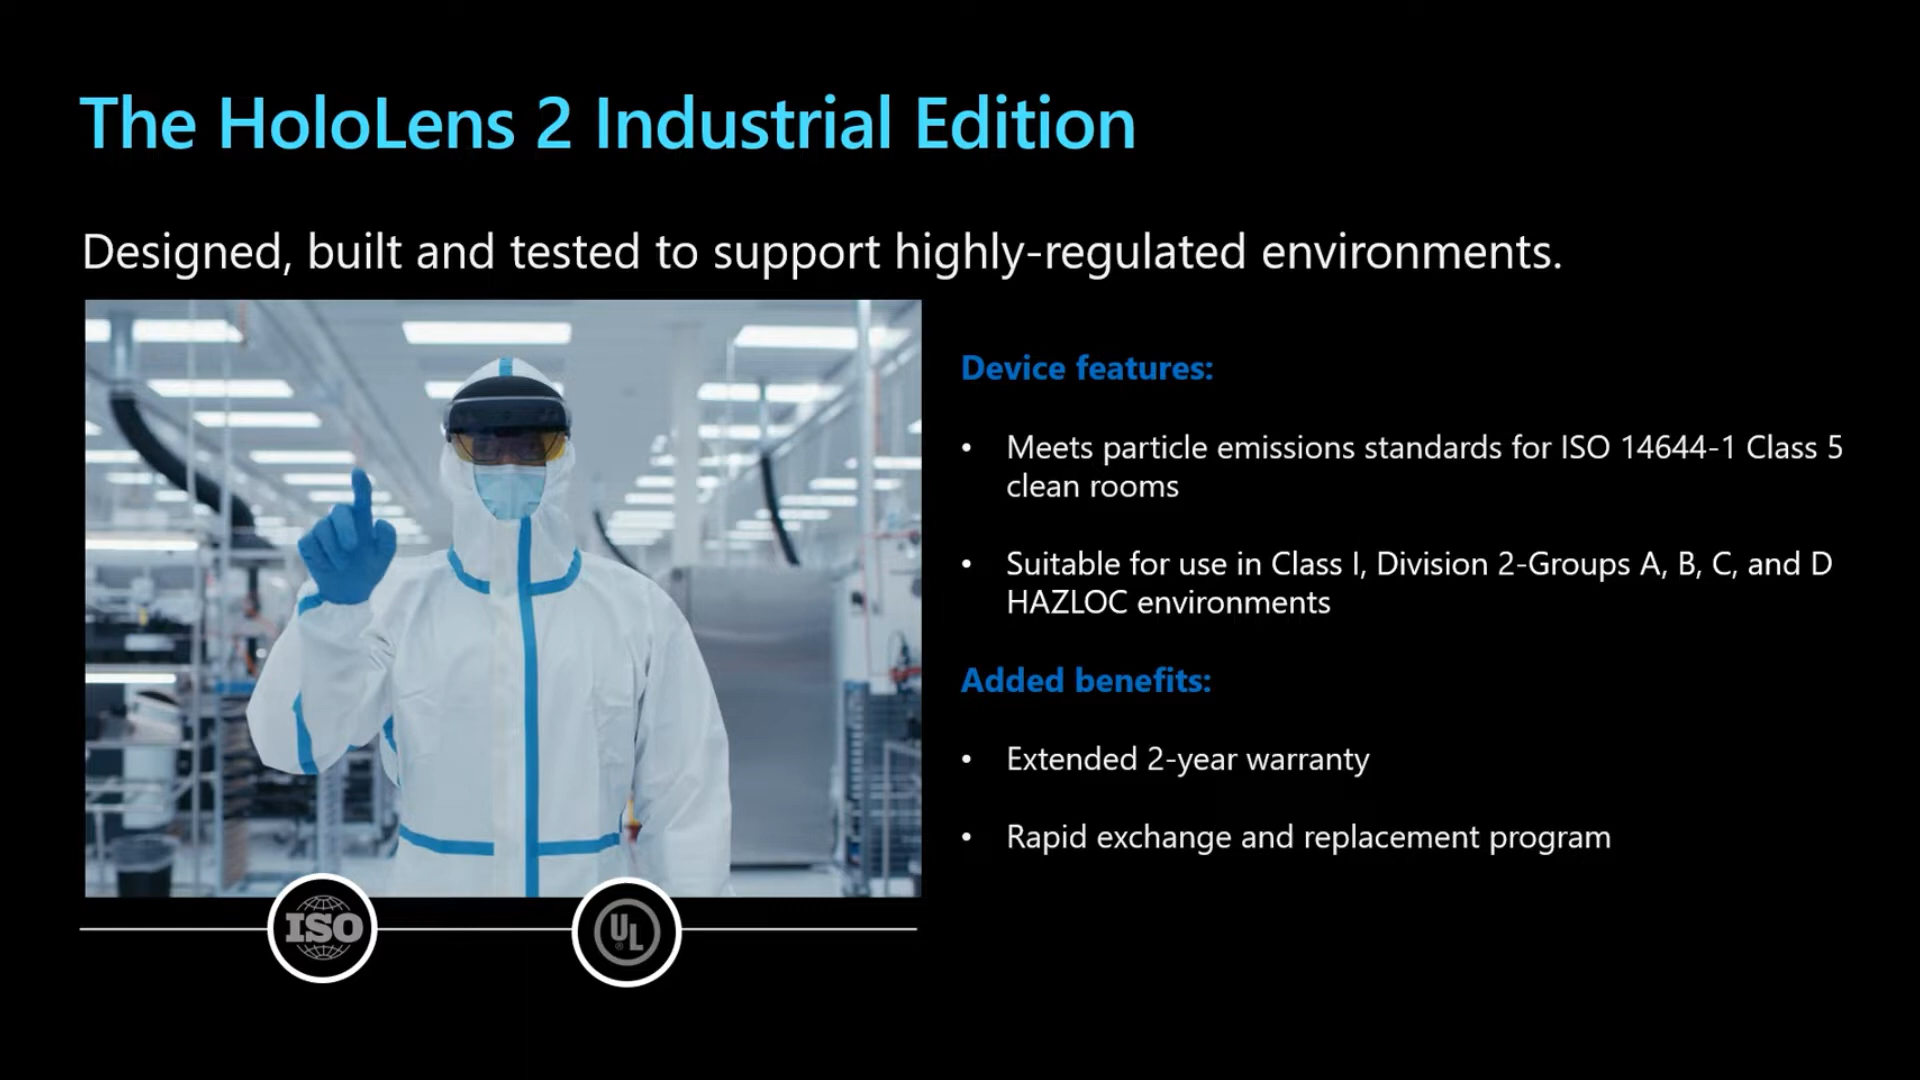 The HoloLens 2 Industrial Edition
Designed, built and tested to support highly-regulated environments.
Device features:
• Meets particle emissions standards for ISO 14644-1 Class 5
clean rooms
• Suitable for use in Class I, Division 2-Groups A, B, C, and D
HAZLOC environments
Added benefits:
• Extended 2-year warranty
• Rapid exchange and replacement program
ISO
UL®